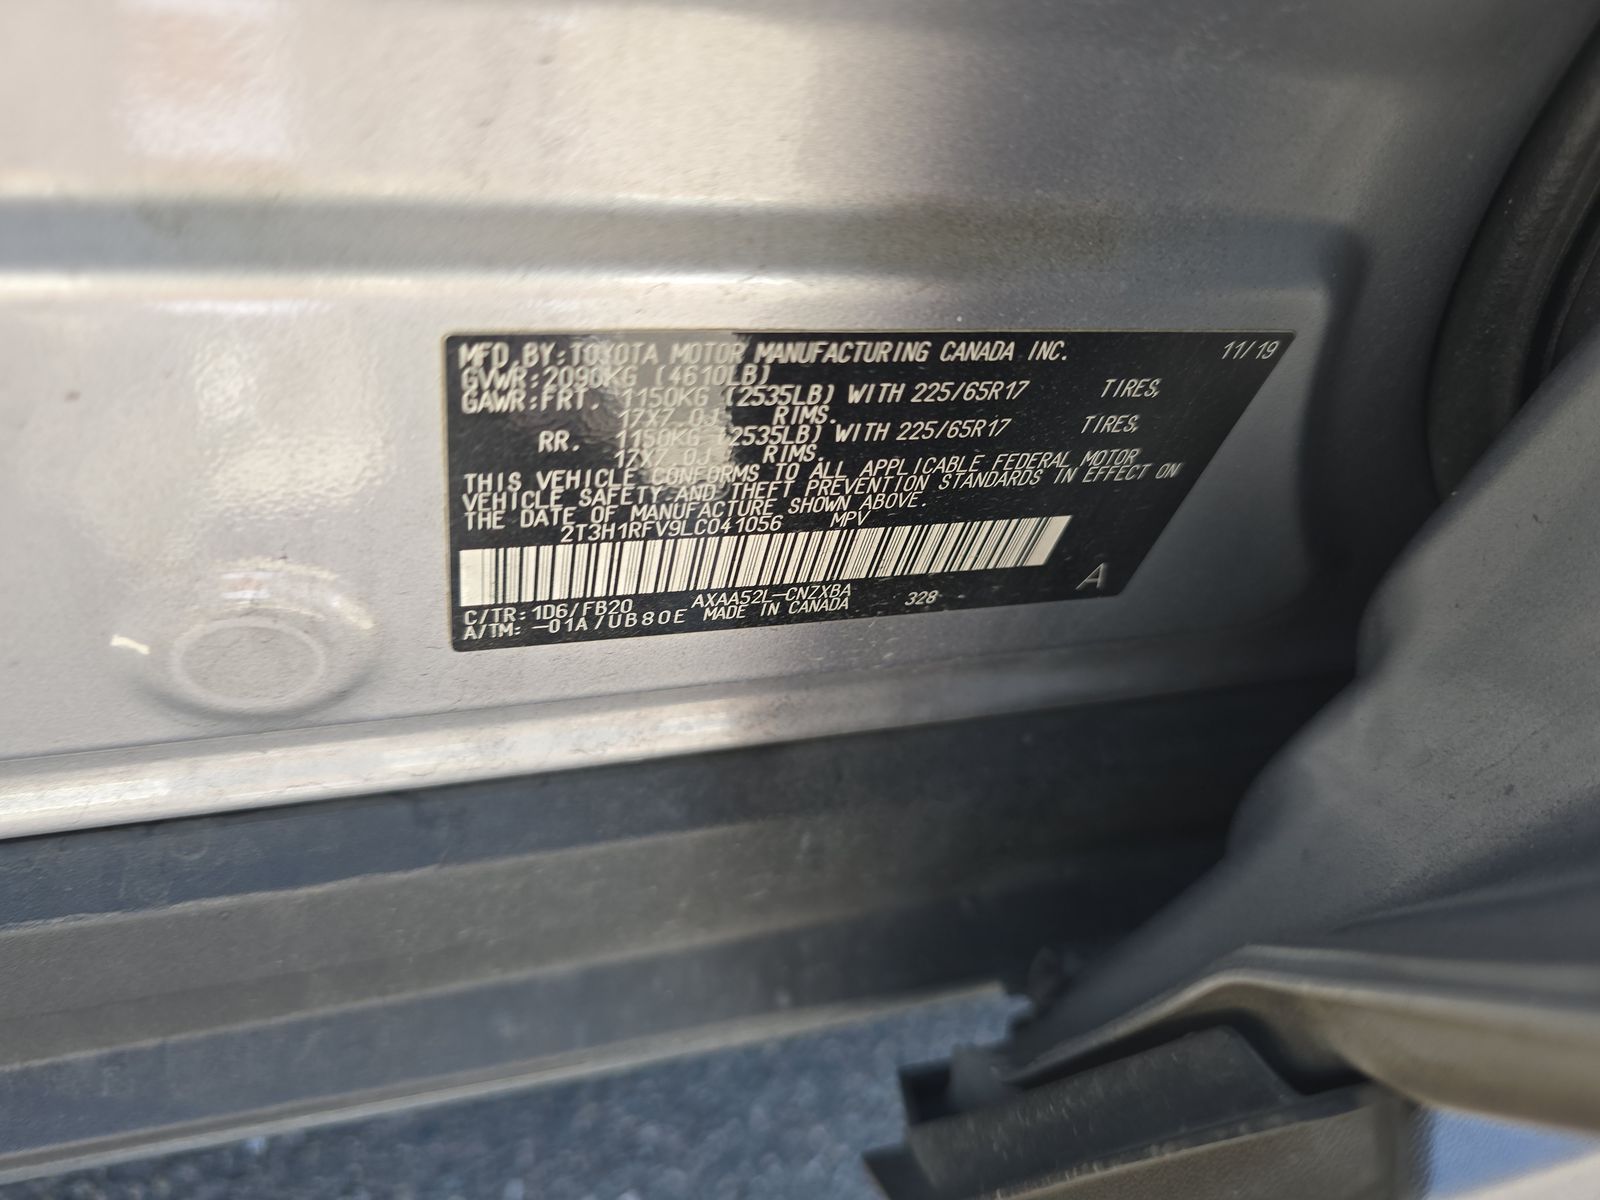 MFD.BY:TOYOTA MOTOR MANUFACTURING CANADA INC. 11/19
GVWR:2090KG (4610LB)
GAWR:FRT. 1150KG (2535LB) WITH 225/65R17 TIRES,
17X7.0J RIMS.
RR. 1150KG (2535LB) WITH 225/65R17 TIRES,
17X7.0J RIMS.
THIS VEHICLE CONFORMS TO ALL APPLICABLE FEDERAL MOTOR
VEHICLE SAFETY AND THEFT PREVENTION STANDARDS IN EFFECT ON
THE DATE OF MANUFACTURE SHOWN ABOVE.
2T3H1RFV9LC041056 MPV
A
C/TR:1D6/FB20 AXAA52L-CNZXBA 328
A/TM:-01A/UB80E MADE IN CANADA